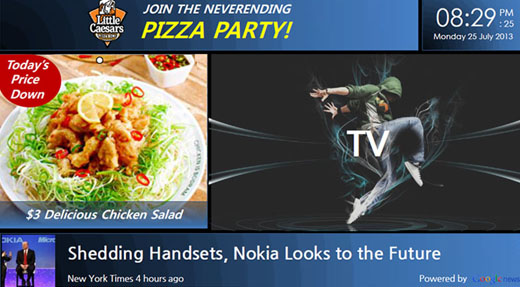 Little
Caesars
JOIN THE NEVERENDING
PIZZA PARTY!
08:29 PM
: 25
Monday 25 July 2013
Today's
Price
Down
$3 Delicious Chicken Salad
TV
Shedding Handsets, Nokia Looks to the Future
New York Times 4 hours ago
Powered by Google news